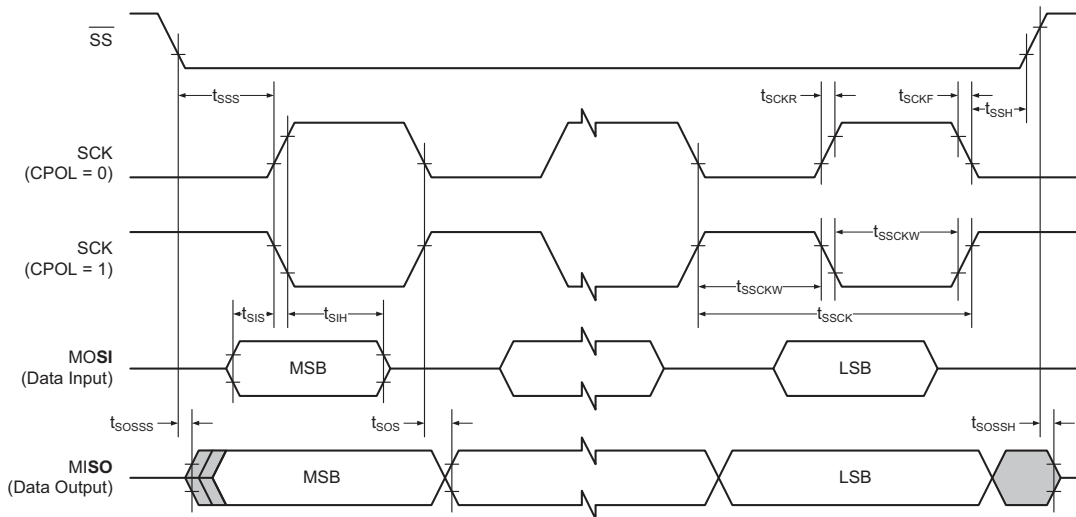 SS
tSSS
tSCKR
tSCKF
tSSH
SCK
(CPOL = 0)
SCK
(CPOL = 1)
tSSCKW
tSSCKW
tSSCK
tSIS
tSIH
MOSI
(Data Input)
MSB
LSB
tSOSSS
tSOS
tSOSSH
MISO
(Data Output)
MSB
LSB